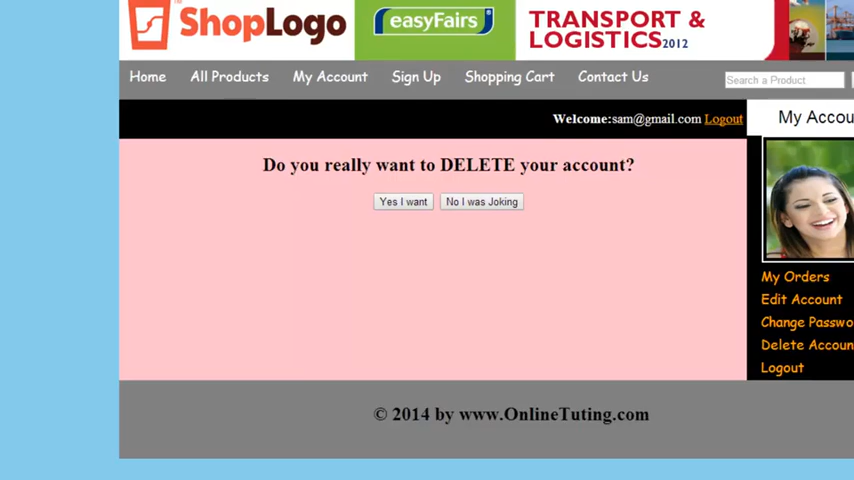 ShopLogo
easyFairs
TRANSPORT &
LOGISTICS2012
Home All Products My Account Sign Up Shopping Cart Contact Us
Search a Product
Welcome:sam@gmail.com Logout
My Accou
Do you really want to DELETE your account?
Yes I want No I was Joking
My Orders
Edit Account
Change Passwo
Delete Accoun
Logout
© 2014 by www.OnlineTuting.com